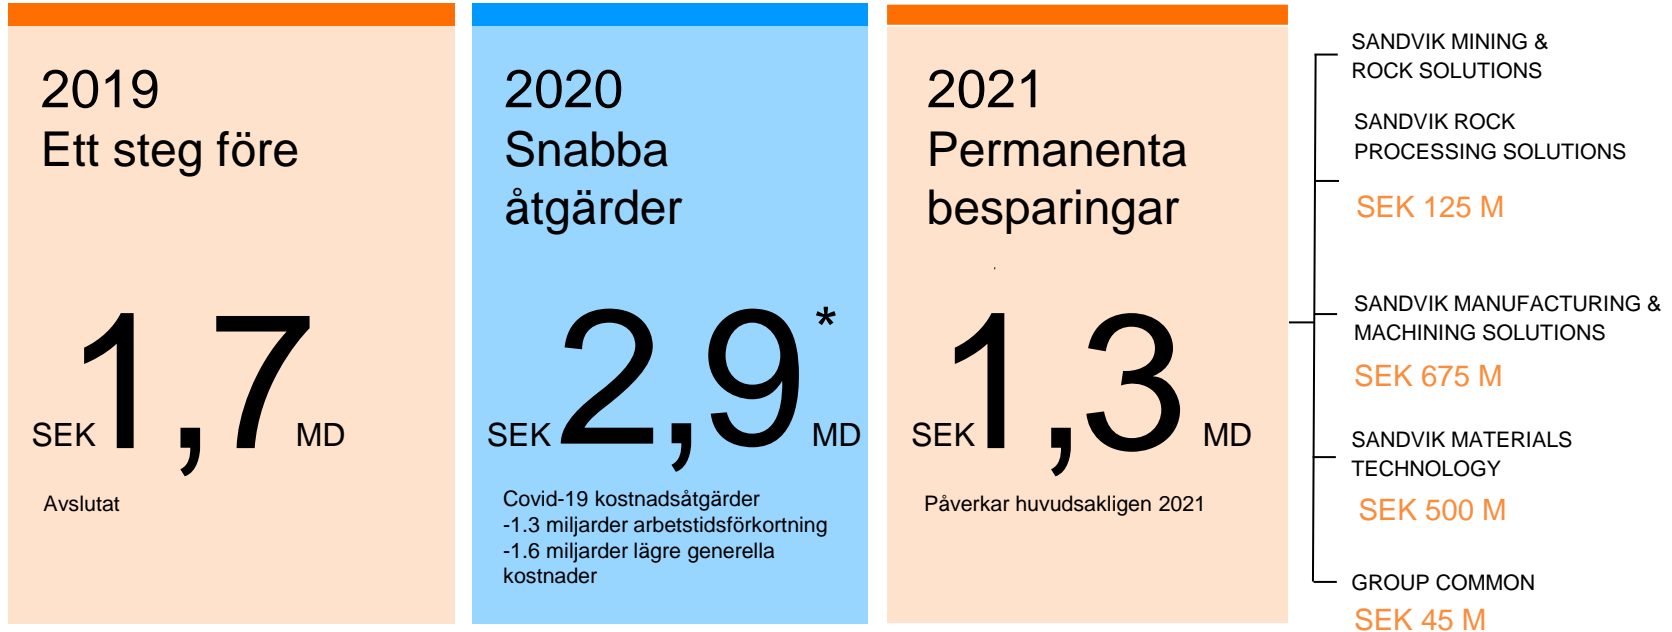 2019
Ett steg före
SEK 1,7 MD
Avslutat
2020
Snabba
åtgärder
SEK 2,9* MD
Covid-19 kostnadsåtgärder
-1.3 miljarder arbetstidsförkortning
-1.6 miljarder lägre generella
kostnader
2021
Permanenta
besparingar
SEK 1,3 MD
Påverkar huvudsakligen 2021
SANDVIK MINING &
ROCK SOLUTIONS
SANDVIK ROCK
PROCESSING SOLUTIONS
SEK 125 M
SANDVIK MANUFACTURING &
MACHINING SOLUTIONS
SEK 675 M
SANDVIK MATERIALS
TECHNOLOGY
SEK 500 M
GROUP COMMON
SEK 45 M